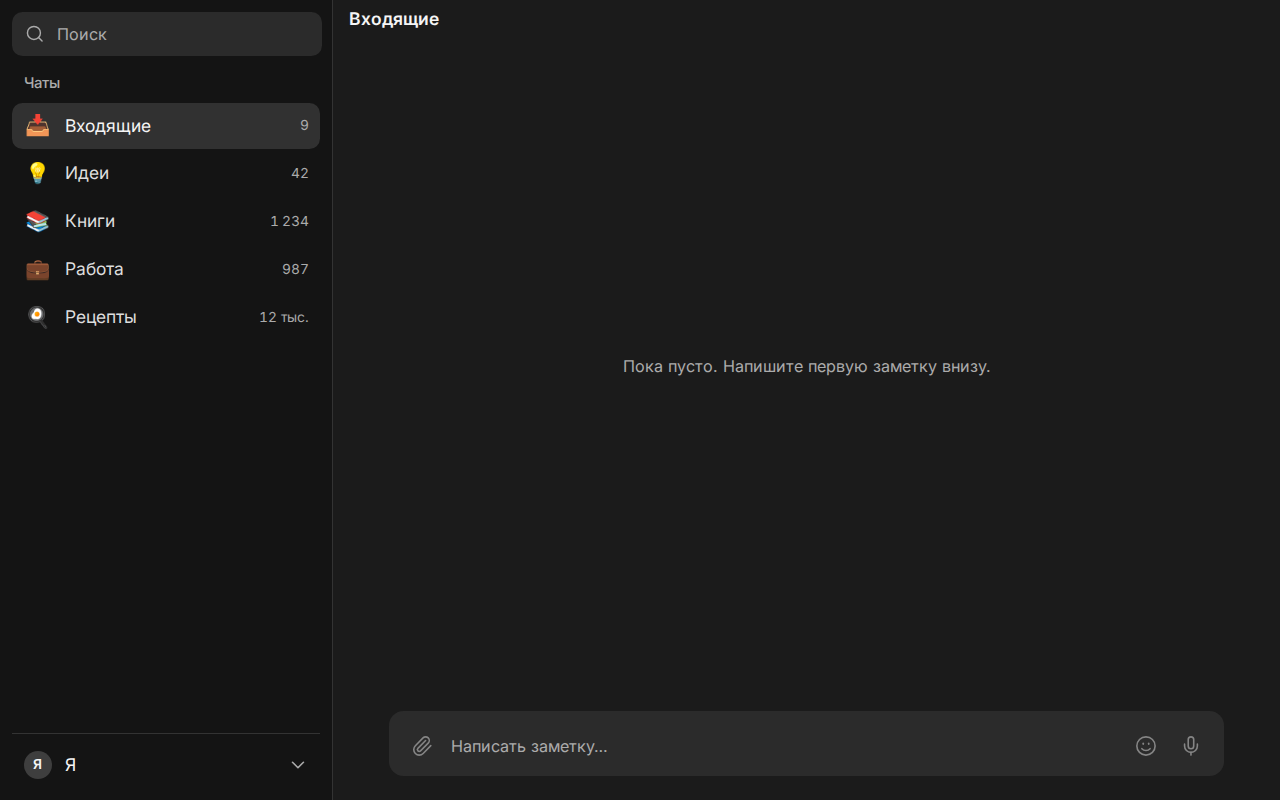 Поиск
Чаты
Входящие 9
Идеи 42
Книги 1 234
Работа 987
Рецепты 12 тыс.
Я Я
Входящие
Пока пусто. Напишите первую заметку внизу.
Написать заметку...